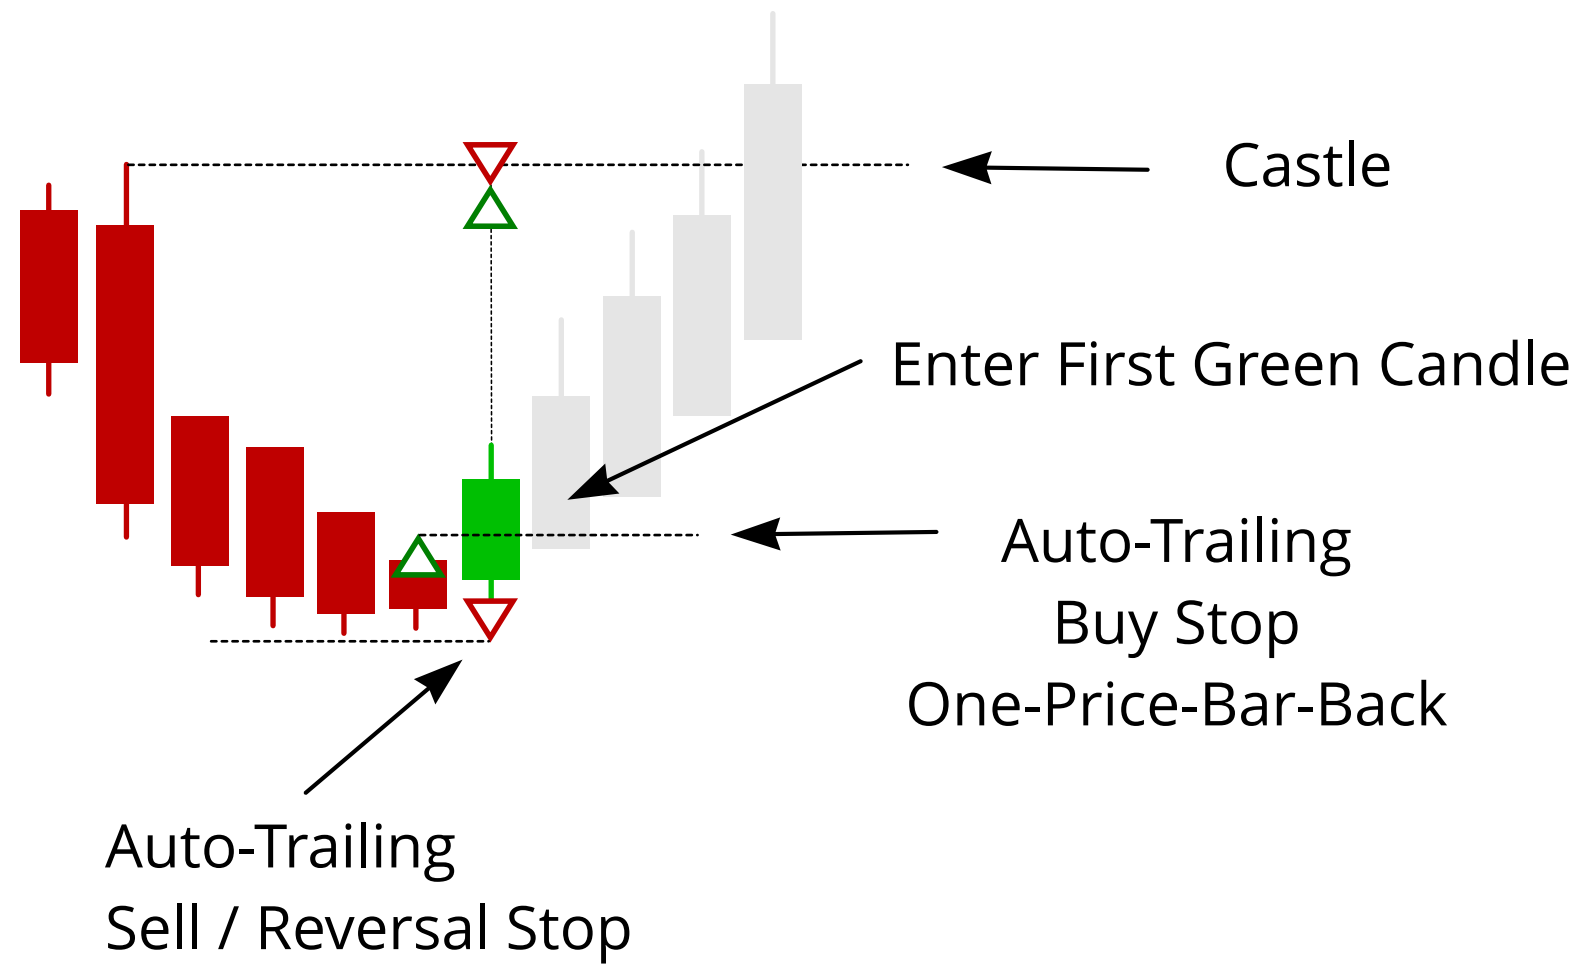 Castle
Enter First Green Candle
Auto-Trailing
Buy Stop
One-Price-Bar-Back
Auto-Trailing
Sell / Reversal Stop